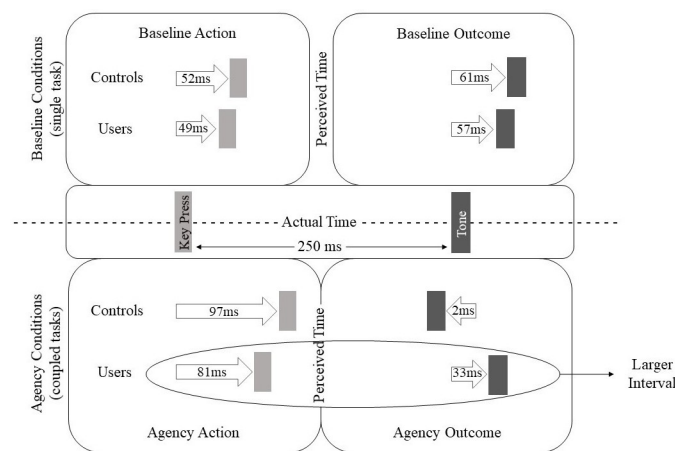 Baseline Conditions
(single task)
Baseline Action
Baseline Outcome
Controls
52ms
61ms
Users
49ms
57ms
Perceived Time
Key Press
Actual Time
250 ms
Tone
Agency Conditions
(coupled tasks)
Controls
97ms
2ms
Users
81ms
33ms
Perceived Time
Larger
Interval
Agency Action
Agency Outcome